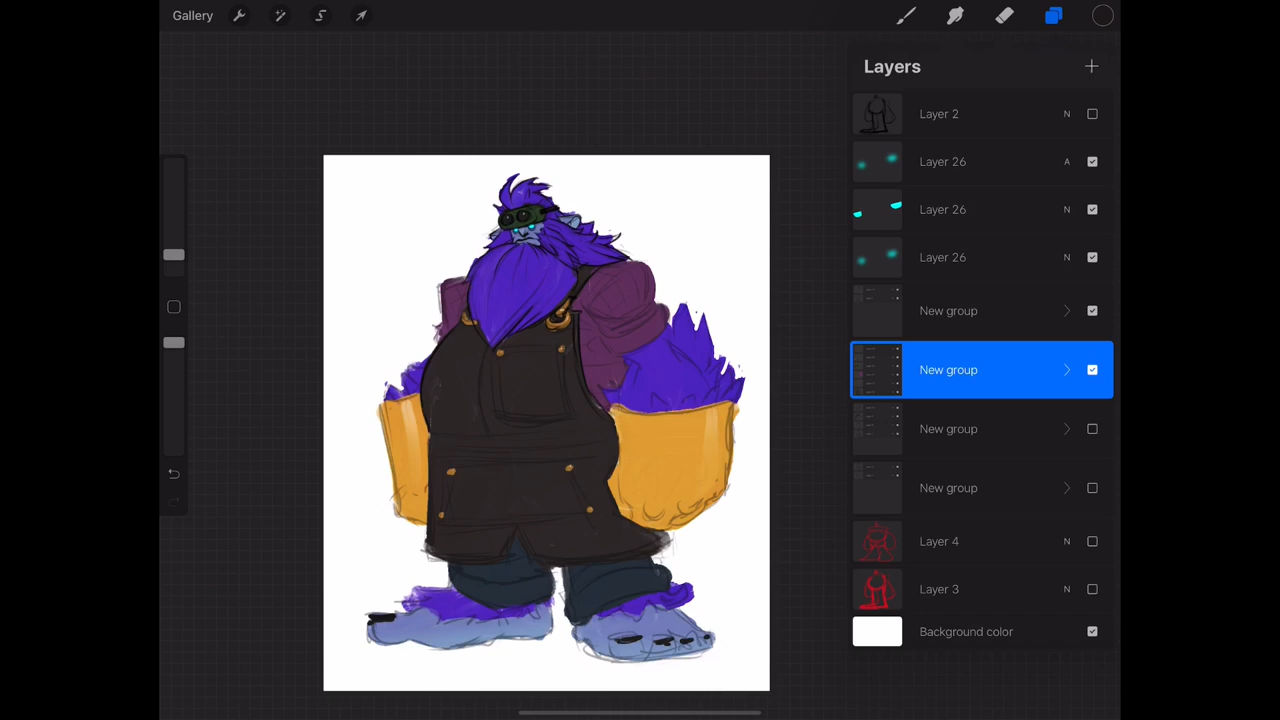 Gallery
Layers
Layer 2 N
Layer 26 A
Layer 26 N
Layer 26 N
New group
New group
New group
New group
Layer 4 N
Layer 3 N
Background color